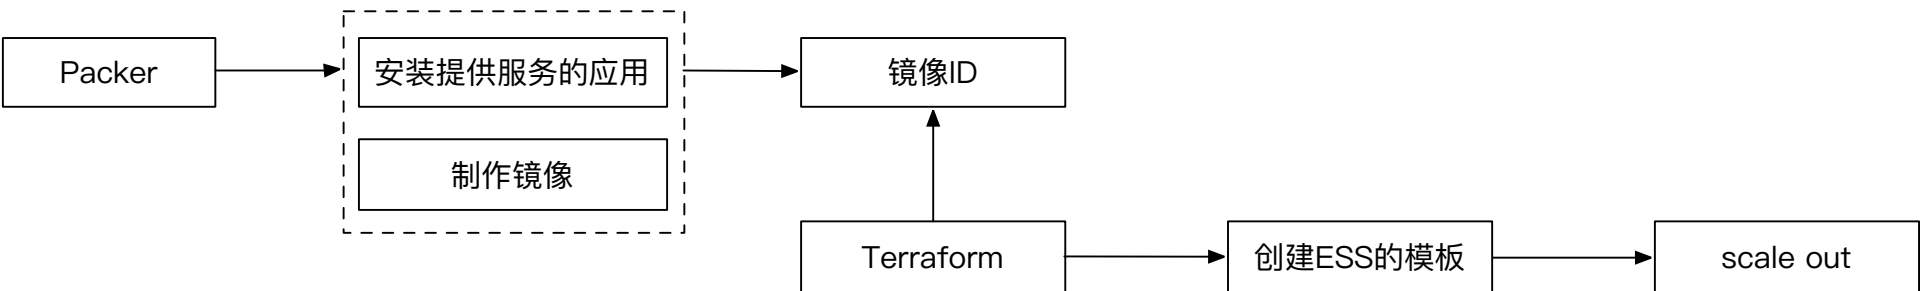 Packer
安装提供服务的应用
制作镜像
镜像ID
Terraform
创建ESS的模板
scale out